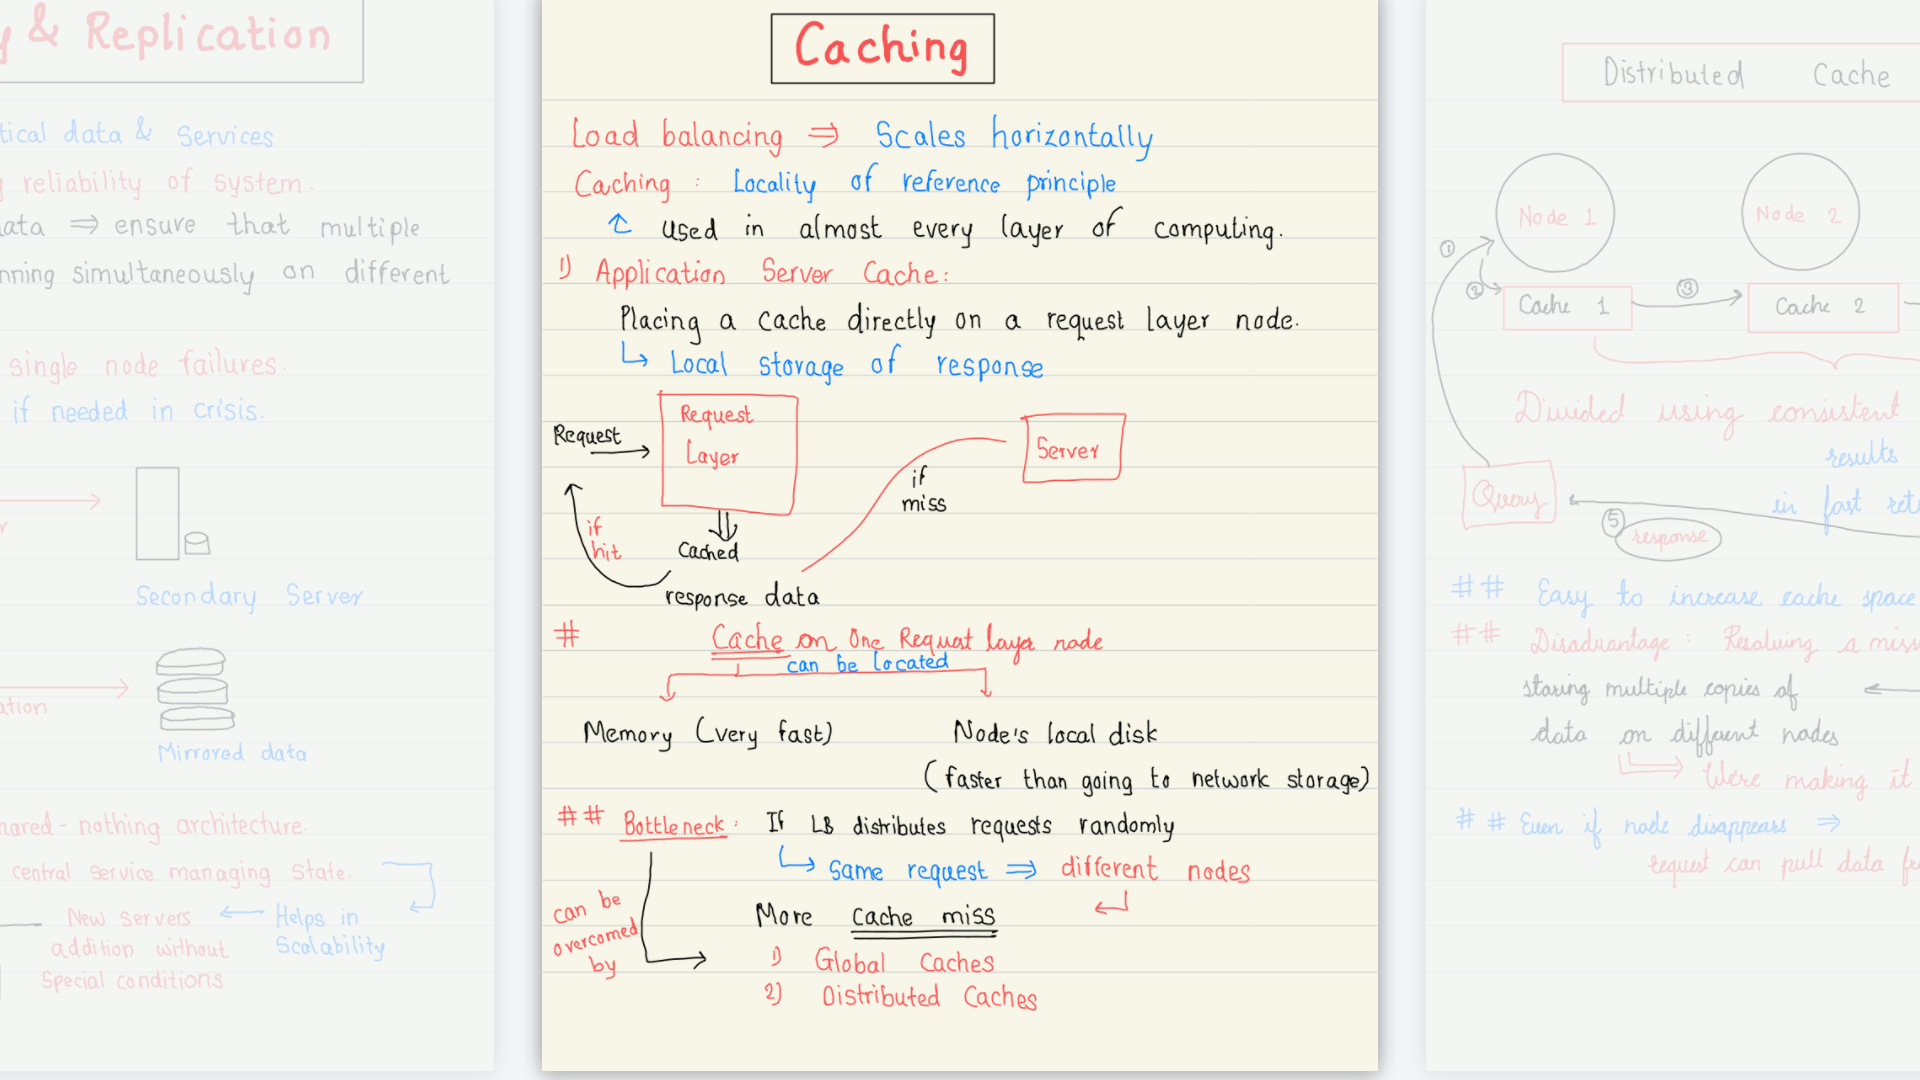 y & Replication
tical data & Services
g reliability of system.
ata ⇒ ensure that multiple
nning simultaneously on different
single node failures.
if needed in crisis.
r
Secondary Server
ation
Mirrored data
hared-nothing architecture.
central service managing state.
New servers ← Helps in
addition without Scalability
Special conditions
Caching
Load balancing ⇒ Scales horizontally
Caching : Locality of reference principle
used in almost every layer of computing.
1) Application Server Cache:
Placing a cache directly on a request layer node.
↳ Local storage of response
Request
Request
Layer
Server
if
miss
if
hit
Cached
response data
# Cache on One Request layer node
can be located
Memory (very fast)
Node's local disk
(faster than going to network storage)
## Bottleneck: If LB distributes requests randomly
↳ Same request ⇒ different nodes
More cache miss
can be
overcomed
by
1) Global Caches
2) Distributed Caches
Distributed Cache
Node 1
Node 2
1
2
3
Cache 1
Cache 2
Divided using consistent
results
in fast ret
Query
5
response
## Easy to increase cache space
## Disadvantage: Resolving a miss
storing multiple copies of
data on different nodes
We're making it
## Even if node disappears ⇒
request can pull data f